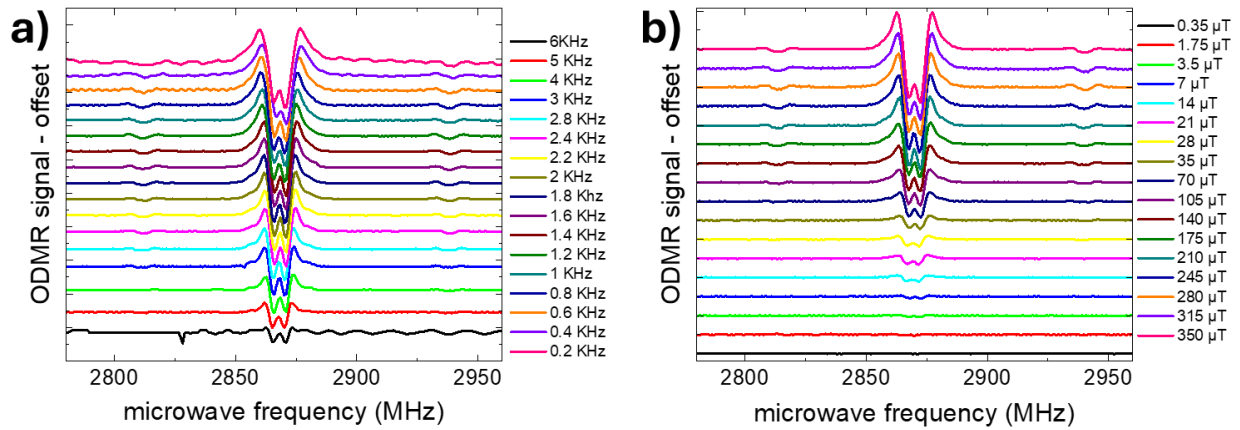 a)
ODMR signal - offset
2800
2850
2900
2950
microwave frequency (MHz)
6KHz
5 KHz
4 KHz
3 KHz
2.8 KHz
2.4 KHz
2.2 KHz
2 KHz
1.8 Khz
1.6 KHz
1.4 KHz
1.2 KHz
1 KHz
0.8 KHz
0.6 KHz
0.4 KHz
0.2 KHz
b)
ODMR signal - offset
2800
2850
2900
2950
microwave frequency (MHz)
0.35 µT
1.75 µT
3.5 µT
7 µT
14 µT
21 µT
28 µT
35 µT
70 µT
105 µT
140 µT
175 µT
210 µT
245 µT
280 µT
315 µT
350 µT